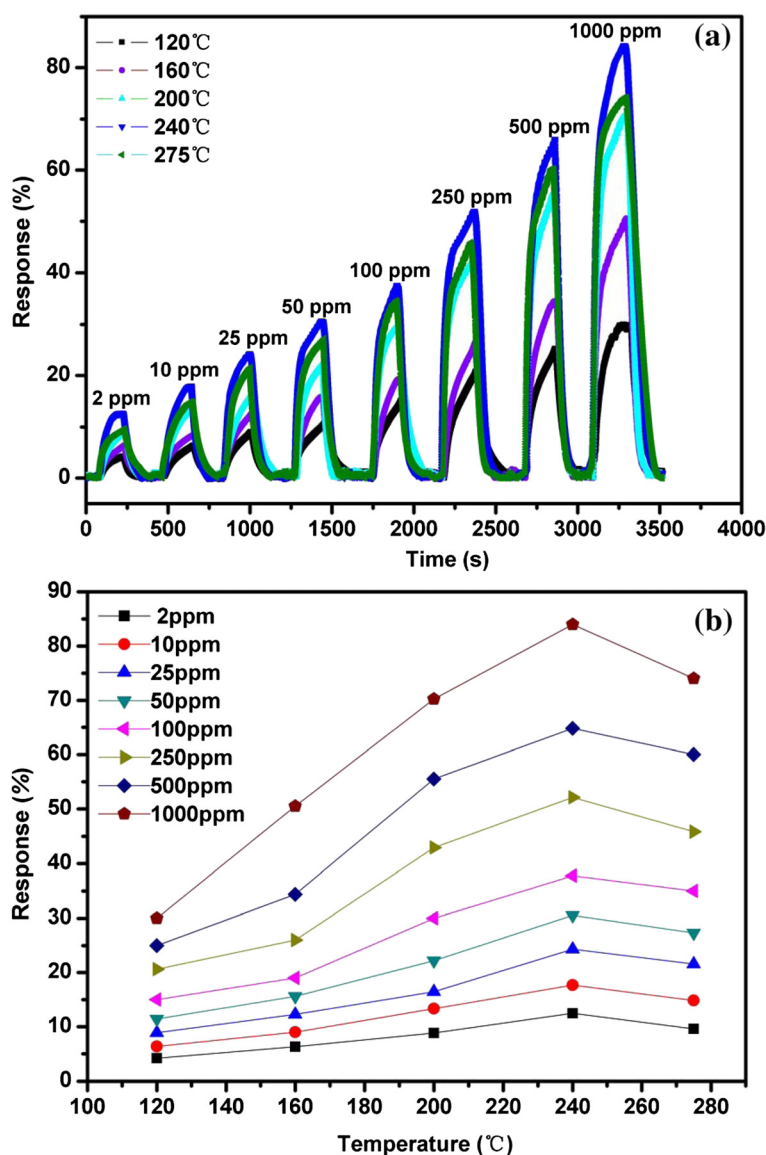 (a)
1000 ppm
120℃
160℃
200℃
240℃
275℃
500 ppm
250 ppm
100 ppm
50 ppm
25 ppm
10 ppm
2 ppm
Response (%)
80
60
40
20
0
0 500 1000 1500 2000 2500 3000 3500 4000
Time (s)
(b)
2ppm
10ppm
25ppm
50ppm
100ppm
250ppm
500ppm
1000ppm
Response (%)
90
80
70
60
50
40
30
20
10
0
100 120 140 160 180 200 220 240 260 280
Temperature (℃)